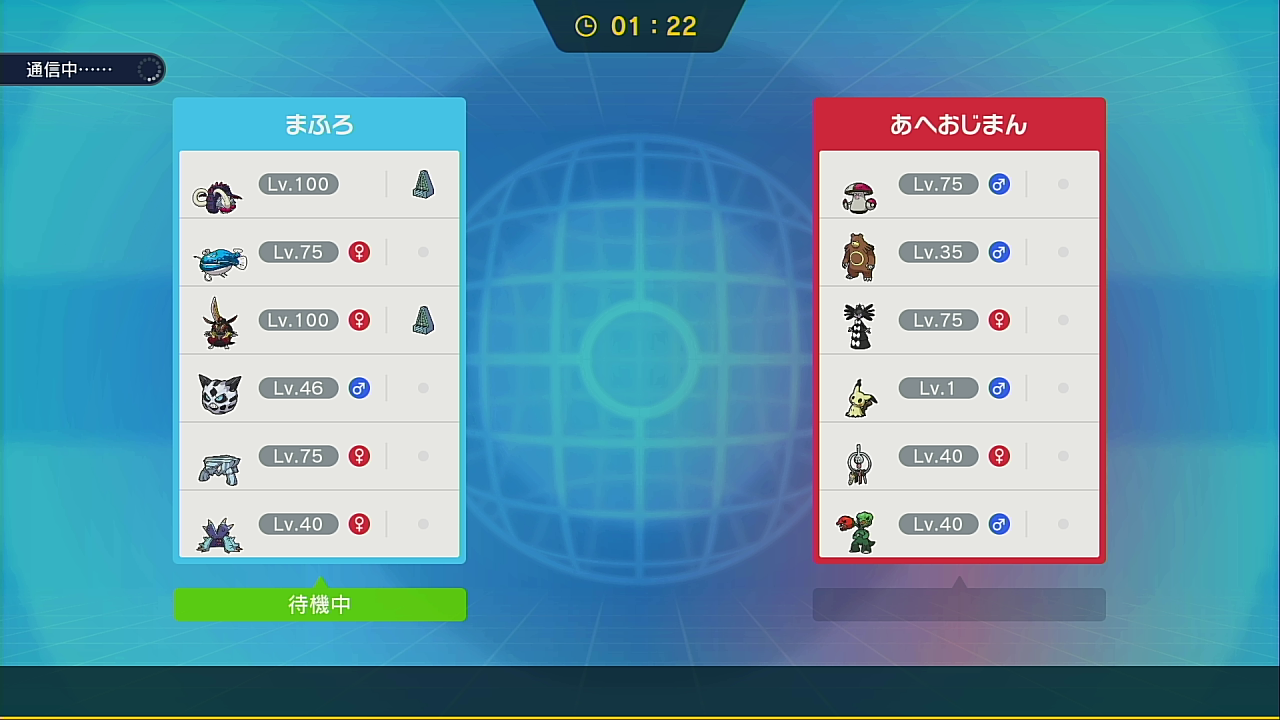 01:22
通信中……
まふろ
Lv.100
Lv.75 ♀
Lv.100 ♀
Lv.46 ♂
Lv.75 ♀
Lv.40 ♀
待機中
あへおじまん
Lv.75 ♂
Lv.35 ♂
Lv.75 ♀
Lv.1 ♂
Lv.40 ♀
Lv.40 ♂